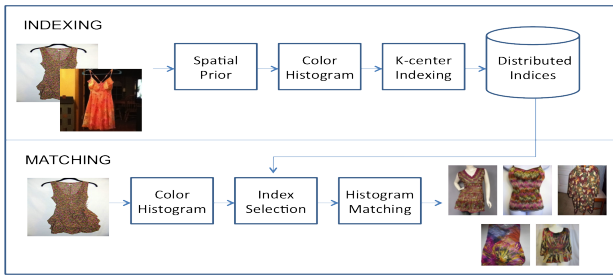 INDEXING
Spatial
Prior
Color
Histogram
K-center
Indexing
Distributed
Indices
MATCHING
Color
Histogram
Index
Selection
Histogram
Matching